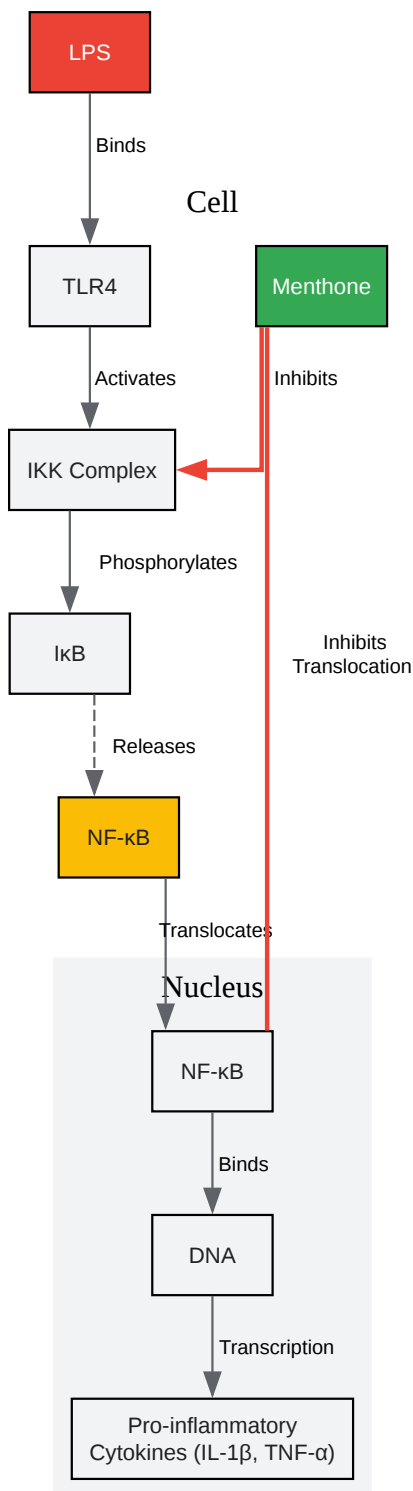 LPS
Binds
Cell
TLR4
Menthone
Activates
Inhibits
IKK Complex
Phosphorylates
IκB
Inhibits
Translocation
Releases
NF-κB
Translocates
Nucleus
NF-κB
Binds
DNA
Transcription
Pro-inflammatory
Cytokines (IL-1β, TNF-α)